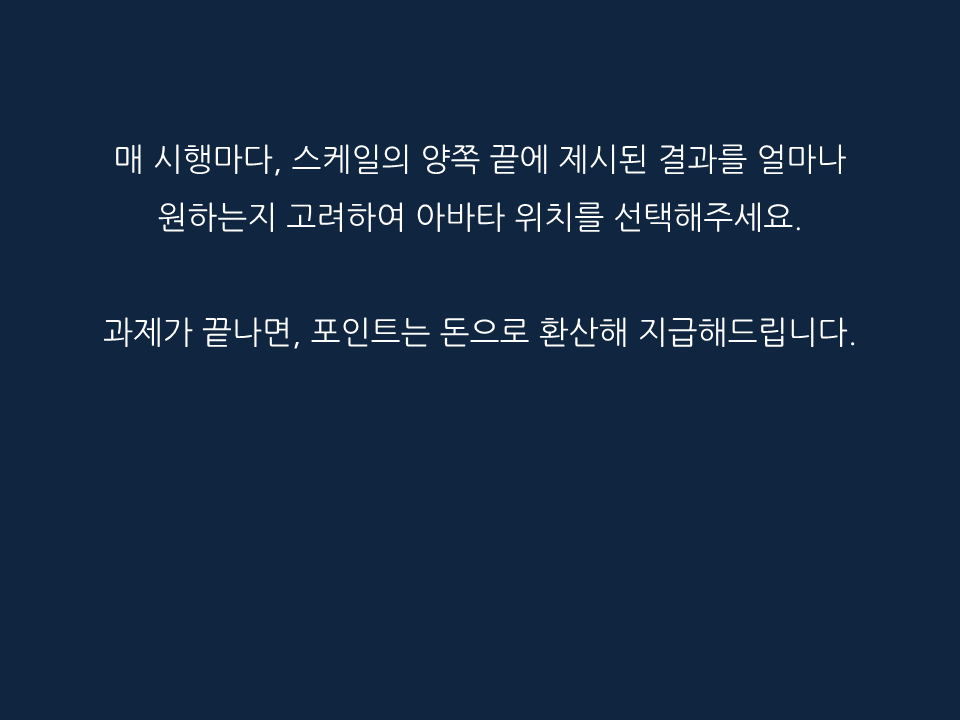 매 시행마다, 스케일의 양쪽 끝에 제시된 결과를 얼마나
원하는지 고려하여 아바타 위치를 선택해주세요.
과제가 끝나면, 포인트는 돈으로 환산해 지급해드립니다.